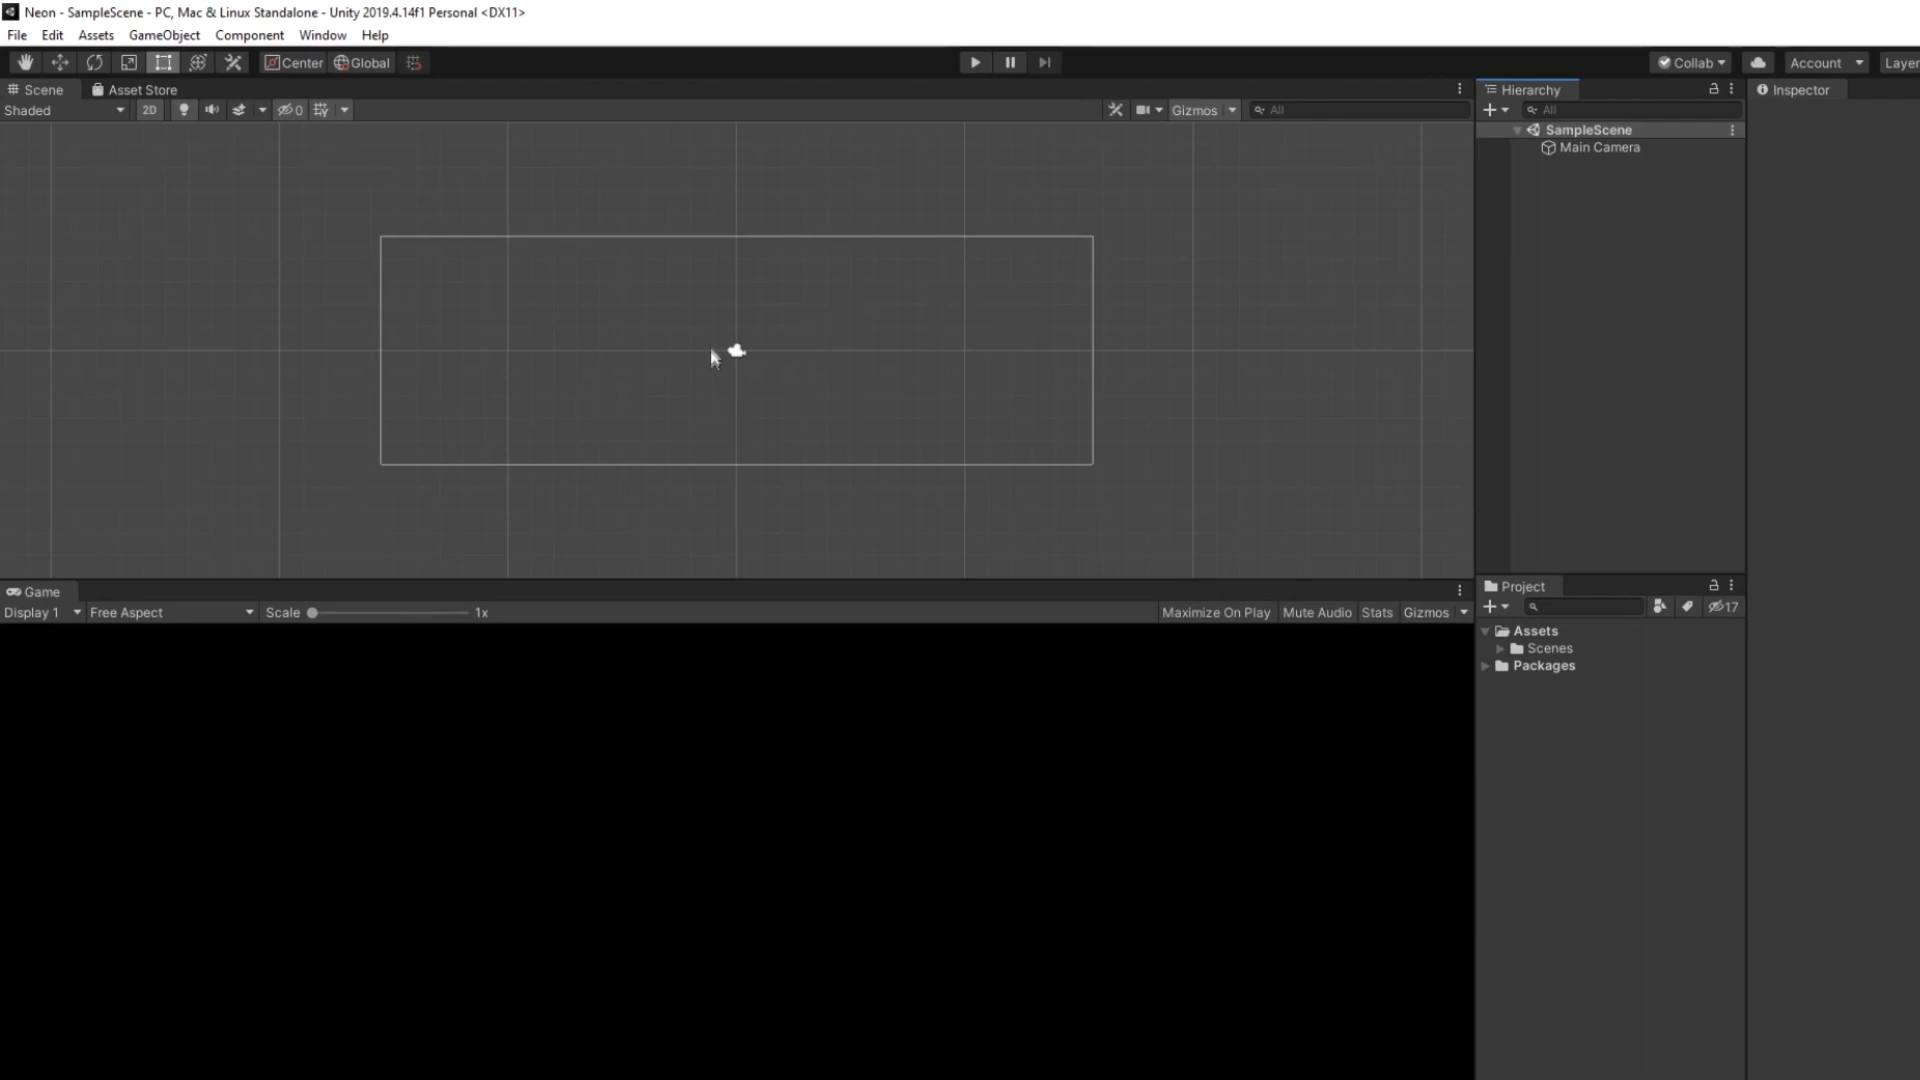 Neon - SampleScene - PC, Mac & Linux Standalone - Unity 2019.4.14f1 Personal <DX11>
File Edit Assets GameObject Component Window Help
Center Global Collab Account Layer
Scene Asset Store Hierarchy Inspector
Shaded 2D 0 Gizmos All All
SampleScene
Main Camera
Game Project
Display 1 Free Aspect Scale 1x Maximize On Play Mute Audio Stats Gizmos 17
Assets
Scenes
Packages